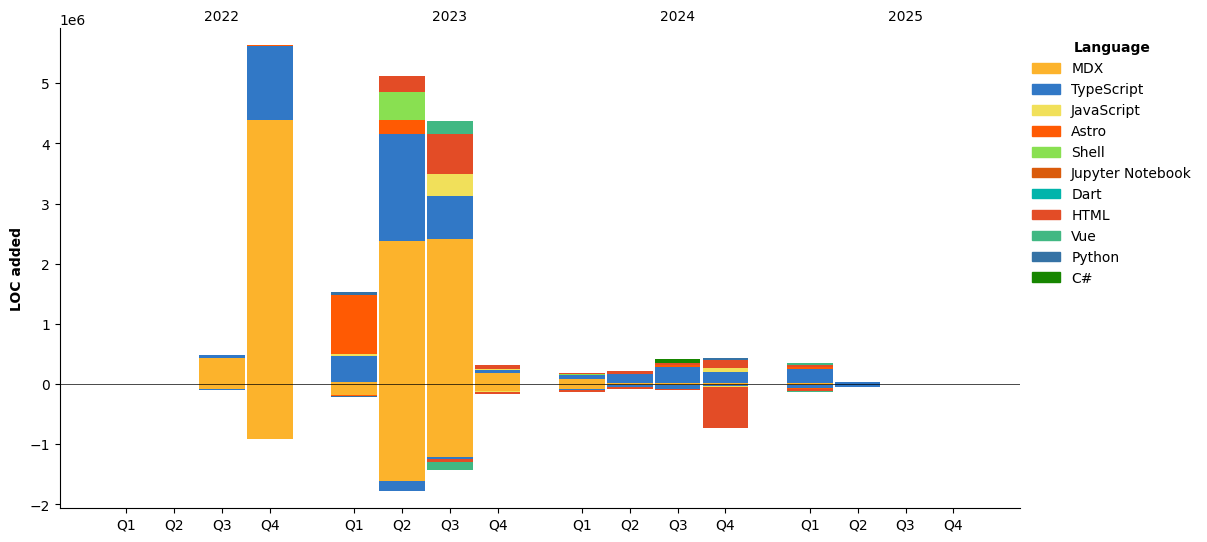 2022 2023 2024 2025
1e6
LOC added
5
4
3
2
1
0
−1
−2
Q1 Q2 Q3 Q4 Q1 Q2 Q3 Q4 Q1 Q2 Q3 Q4 Q1 Q2 Q3 Q4
Language
MDX
TypeScript
JavaScript
Astro
Shell
Jupyter Notebook
Dart
HTML
Vue
Python
C#